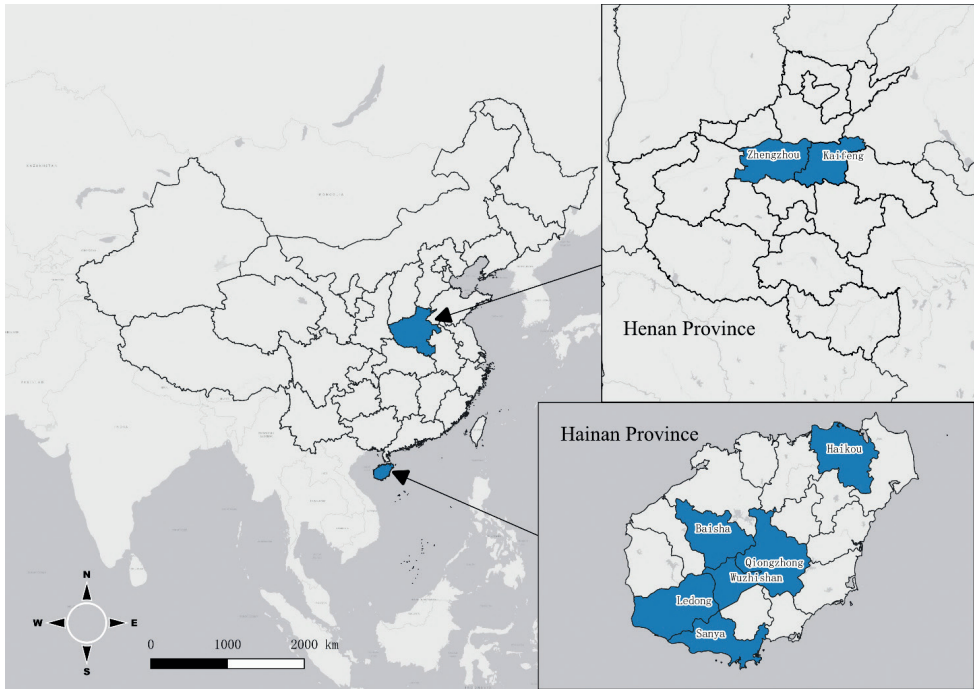 Zhengzhou
Kaifeng
Henan Province
Hainan Province
Haikou
Baisha
Qiongzhong
Wuzhishan
Ledong
Sanya
N
W
E
S
0 1000 2000 km